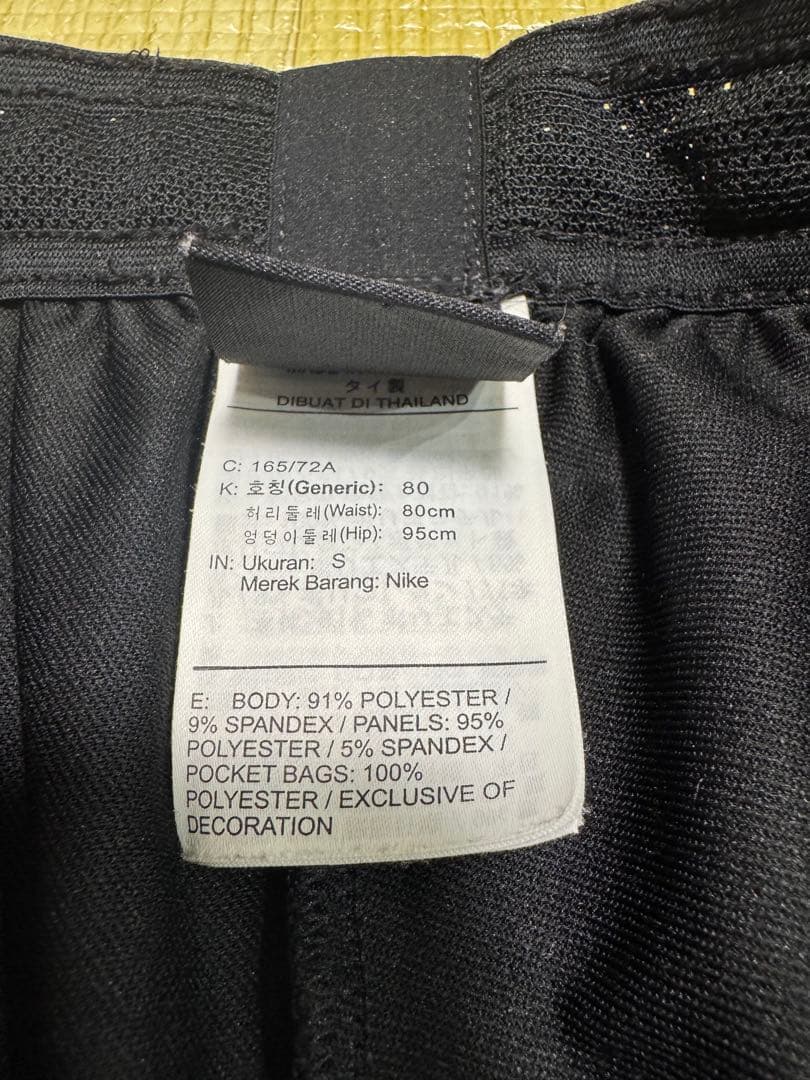 タイ製
DIBUAT DI THAILAND
C: 165/72A
K: 호칭(Generic): 80
허리둘레(Waist): 80cm
엉덩이둘레(Hip): 95cm
IN: Ukuran: S
Merek Barang: Nike
E: BODY: 91% POLYESTER /
9% SPANDEX / PANELS: 95%
POLYESTER / 5% SPANDEX /
POCKET BAGS: 100%
POLYESTER / EXCLUSIVE OF
DECORATION